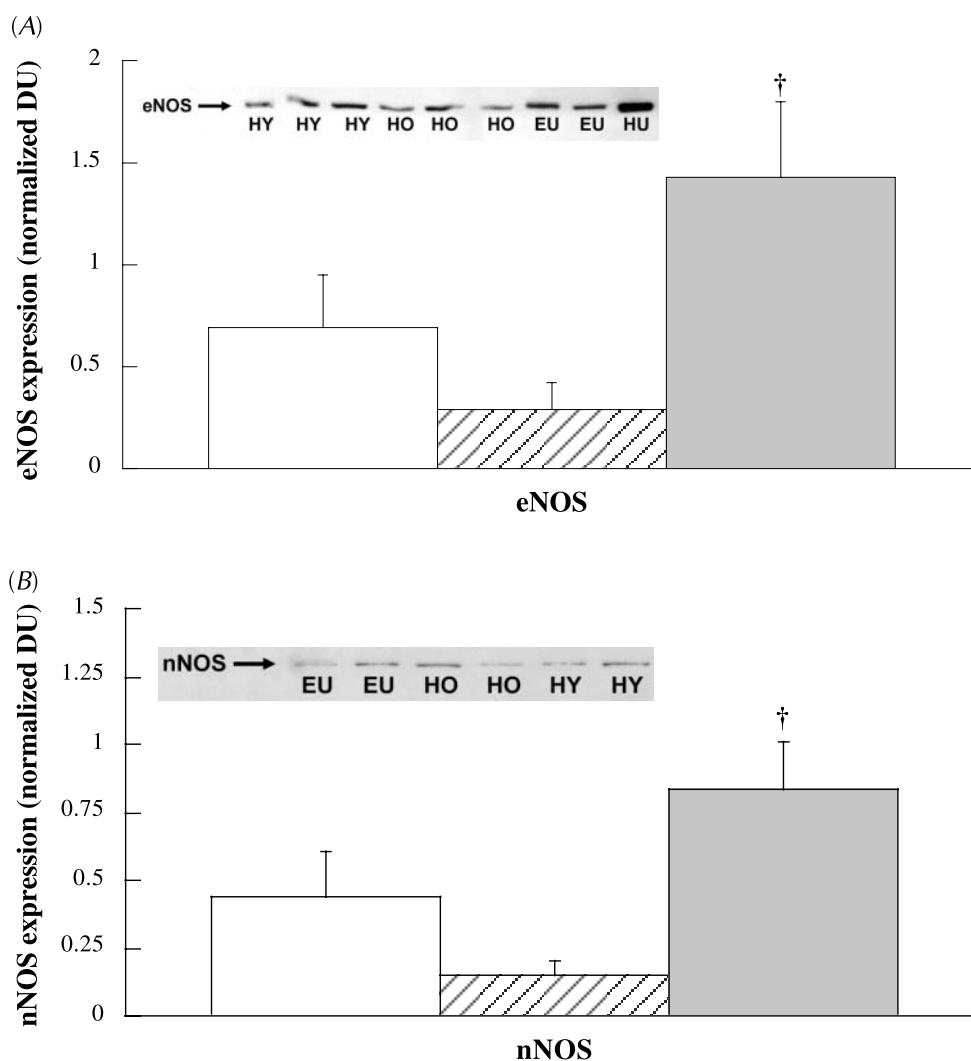 (A)
eNOS expression (normalized DU)
2
1.5
1
0.5
0
eNOS
HY HY HY HO HO HO EU EU HU
†
eNOS
(B)
nNOS expression (normalized DU)
1.5
1.25
1
0.75
0.5
0.25
0
nNOS
EU EU HO HO HY HY
†
nNOS